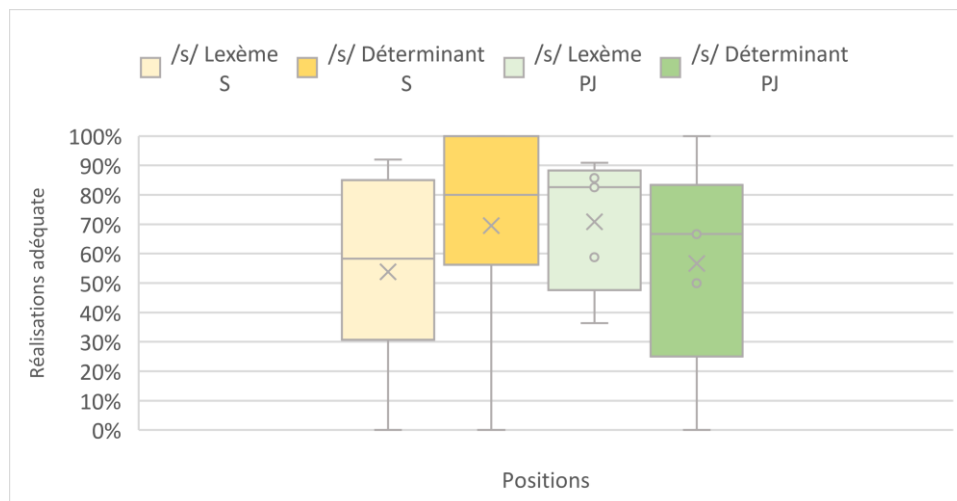 /s/ Lexème
S
/s/ Déterminant
S
/s/ Lexème
PJ
/s/ Déterminant
PJ
100%
90%
80%
70%
60%
50%
40%
30%
20%
10%
0%
Réalisations adéquate
Positions